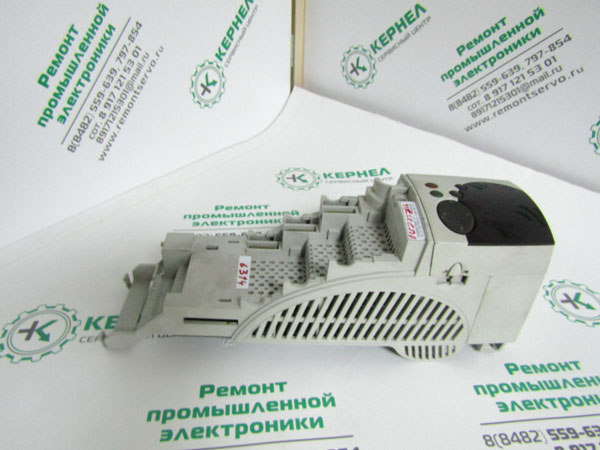 Ремонт
промышленной
электроники
8(8482) 559-639, 797-854
сот. 8 917 121 53 01
89171215301@mail.ru
www.remontservo.ru
КЕРНЕЛ
СЕРВИСНЫЙ ЦЕНТР
КЕРНЕЛ
СЕРВИСНЫЙ ЦЕНТР
Ремонт
промышленной
электроники
8(8482) 559-639, 797-854
сот. 8 917 121 53 01
89171215301@mail.ru
www.remontservo.ru
КЕРНЕЛ
СЕРВИСНЫЙ ЦЕНТР
Ремонт
промышленной
6314
КЕРНЕЛ
Ремонт
промышленной
электроники
Ремонт
промышленной
электроники
8(8482) 559-639